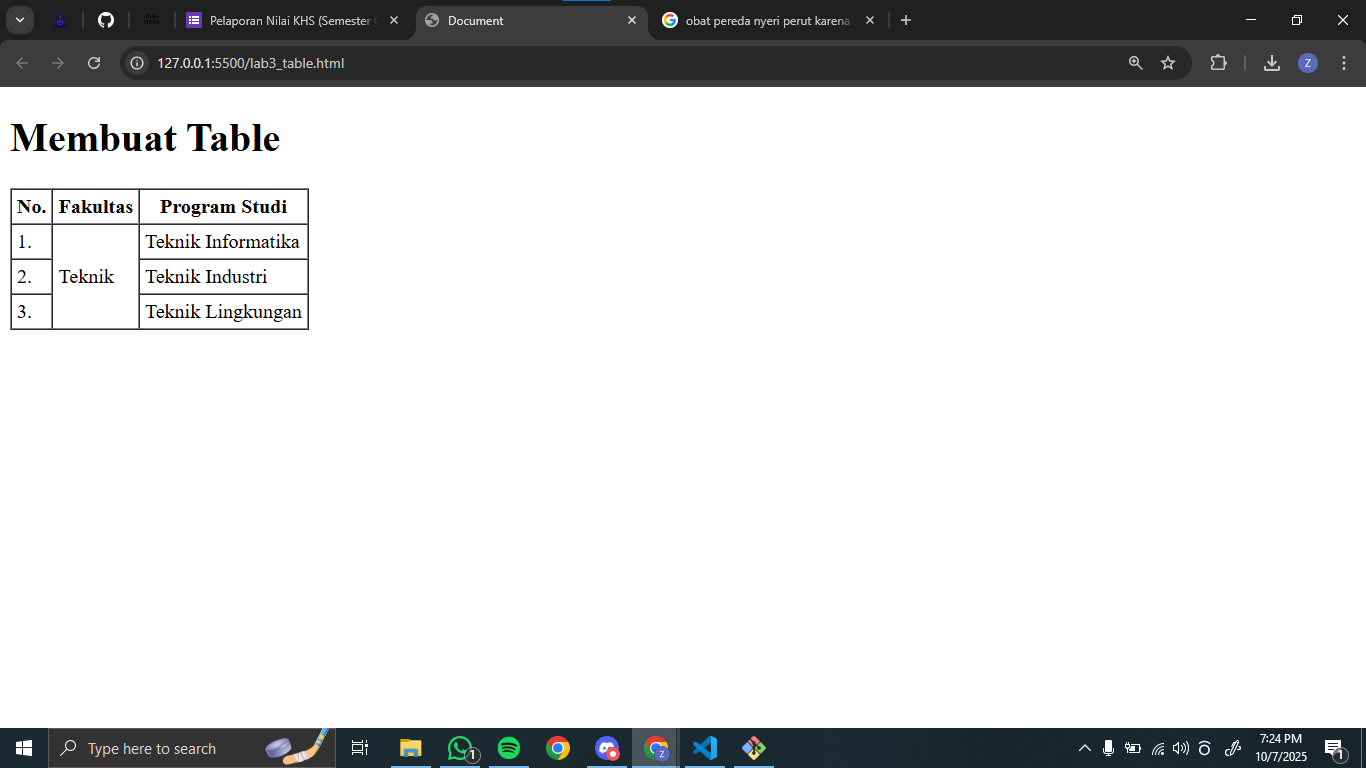 Pelaporan Nilai KHS (Semester
Document
obat pereda nyeri perut karena
127.0.0.1:5500/lab3_table.html
Z
Membuat Table
No. Fakultas Program Studi
1. Teknik Informatika
2. Teknik Teknik Industri
3. Teknik Lingkungan
Type here to search
1
Z
7:24 PM
10/7/2025
1